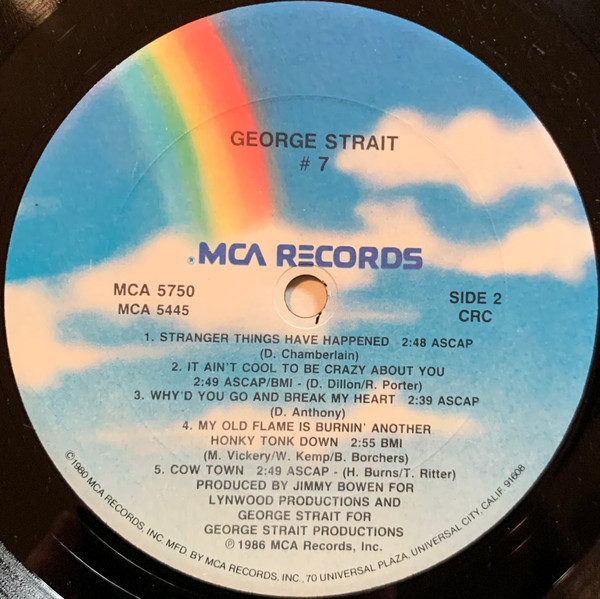 GEORGE STRAIT
# 7
® MCA RECORDS
MCA 5750
MCA 5445
SIDE 2
CRC
1. STRANGER THINGS HAVE HAPPENED 2:48 ASCAP
(D. Chamberlain)
2. IT AIN'T COOL TO BE CRAZY ABOUT YOU
2:49 ASCAP/BMI - (D. Dillon/R. Porter)
3. WHY'D YOU GO AND BREAK MY HEART 2:39 ASCAP
(D. Anthony)
4. MY OLD FLAME IS BURNIN' ANOTHER
HONKY TONK DOWN 2:55 BMI
(M. Vickery/W. Kemp/B. Borchers)
5. COW TOWN 2:49 ASCAP - (H. Burns/T. Ritter)
PRODUCED BY JIMMY BOWEN FOR
LYNWOOD PRODUCTIONS AND
GEORGE STRAIT FOR
GEORGE STRAIT PRODUCTIONS
℗ 1986 MCA Records, Inc.
©1980 MCA RECORDS, INC. MFD. BY MCA RECORDS, INC., 70 UNIVERSAL PLAZA, UNIVERSAL CITY, CALIF. 91608